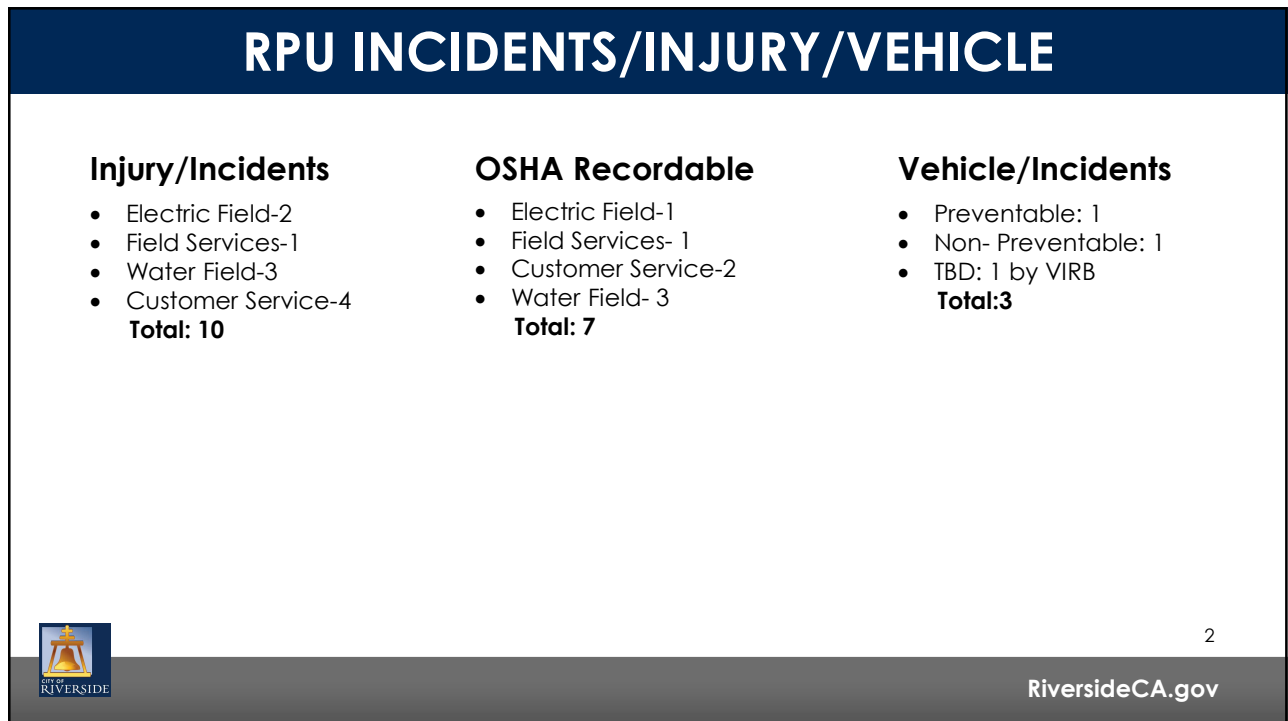 RPU INCIDENTS/INJURY/VEHICLE
Injury/Incidents
• Electric Field-2
• Field Services-1
• Water Field-3
• Customer Service-4
Total: 10
OSHA Recordable
• Electric Field-1
• Field Services- 1
• Customer Service-2
• Water Field- 3
Total: 7
Vehicle/Incidents
• Preventable: 1
• Non- Preventable: 1
• TBD: 1 by VIRB
Total:3
2
CITY OF
RIVERSIDE
RiversideCA.gov